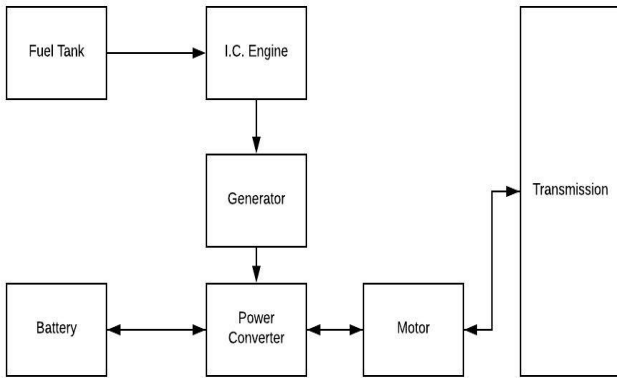 Fuel Tank
I.C. Engine
Generator
Transmission
Battery
Power
Converter
Motor